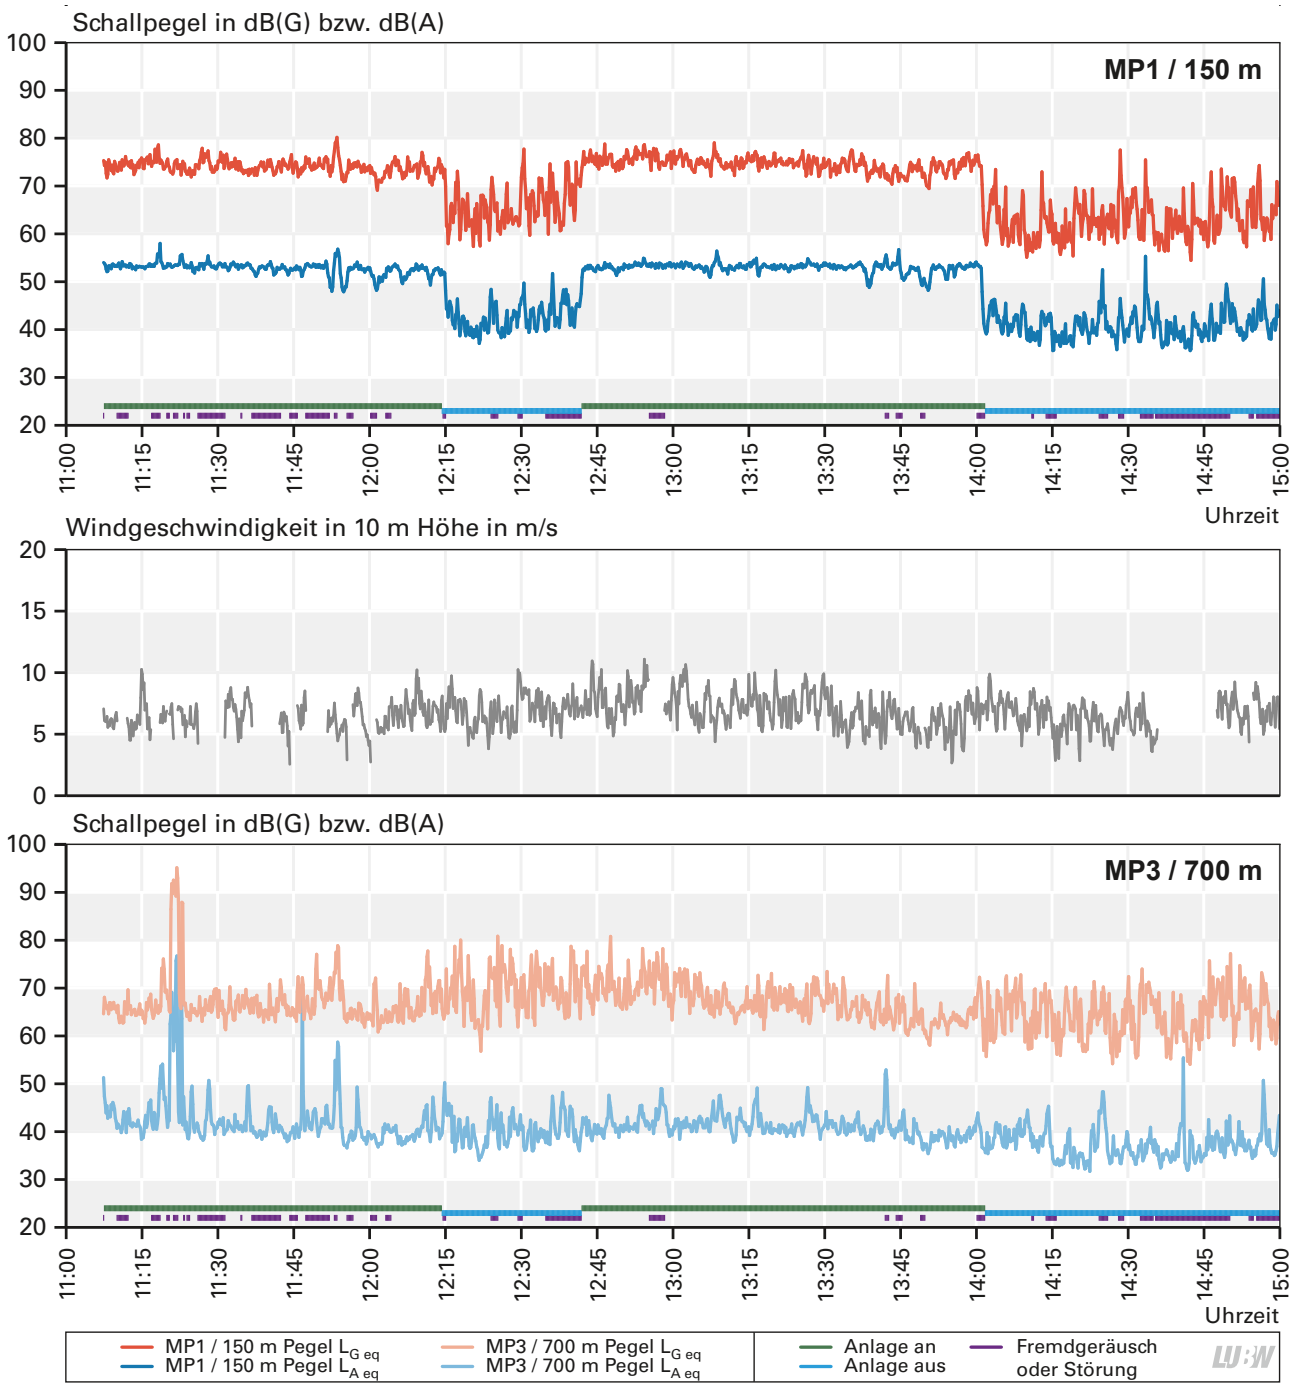 Schallpegel in dB(G) bzw. dB(A)
MP1 / 150 m
100
90
80
70
60
50
40
30
20
11:00 11:15 11:30 11:45 12:00 12:15 12:30 12:45 13:00 13:15 13:30 13:45 14:00 14:15 14:30 14:45 15:00
Uhrzeit
Windgeschwindigkeit in 10 m Höhe in m/s
20
15
10
5
0
Schallpegel in dB(G) bzw. dB(A)
MP3 / 700 m
100
90
80
70
60
50
40
30
20
11:00 11:15 11:30 11:45 12:00 12:15 12:30 12:45 13:00 13:15 13:30 13:45 14:00 14:15 14:30 14:45 15:00
Uhrzeit
MP1 / 150 m Pegel L G eq
MP1 / 150 m Pegel L A eq
MP3 / 700 m Pegel L G eq
MP3 / 700 m Pegel L A eq
Anlage an
Anlage aus
Fremdgeräusch
oder Störung
LUBW